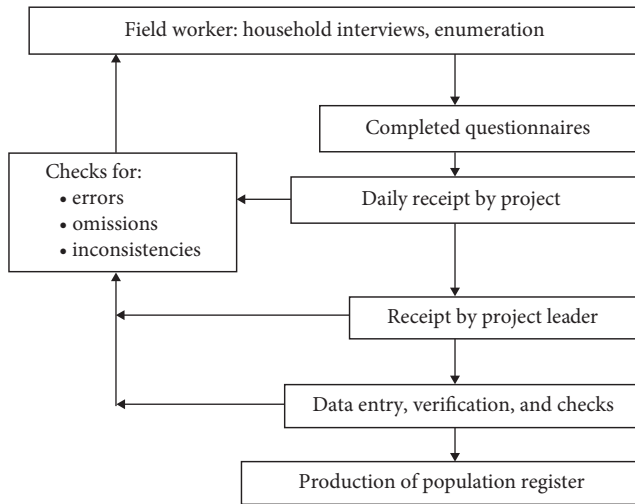 Field worker: household interviews, enumeration
Completed questionnaires
Checks for:
• errors
• omissions
• inconsistencies
Daily receipt by project
Receipt by project leader
Data entry, verification, and checks
Production of population register